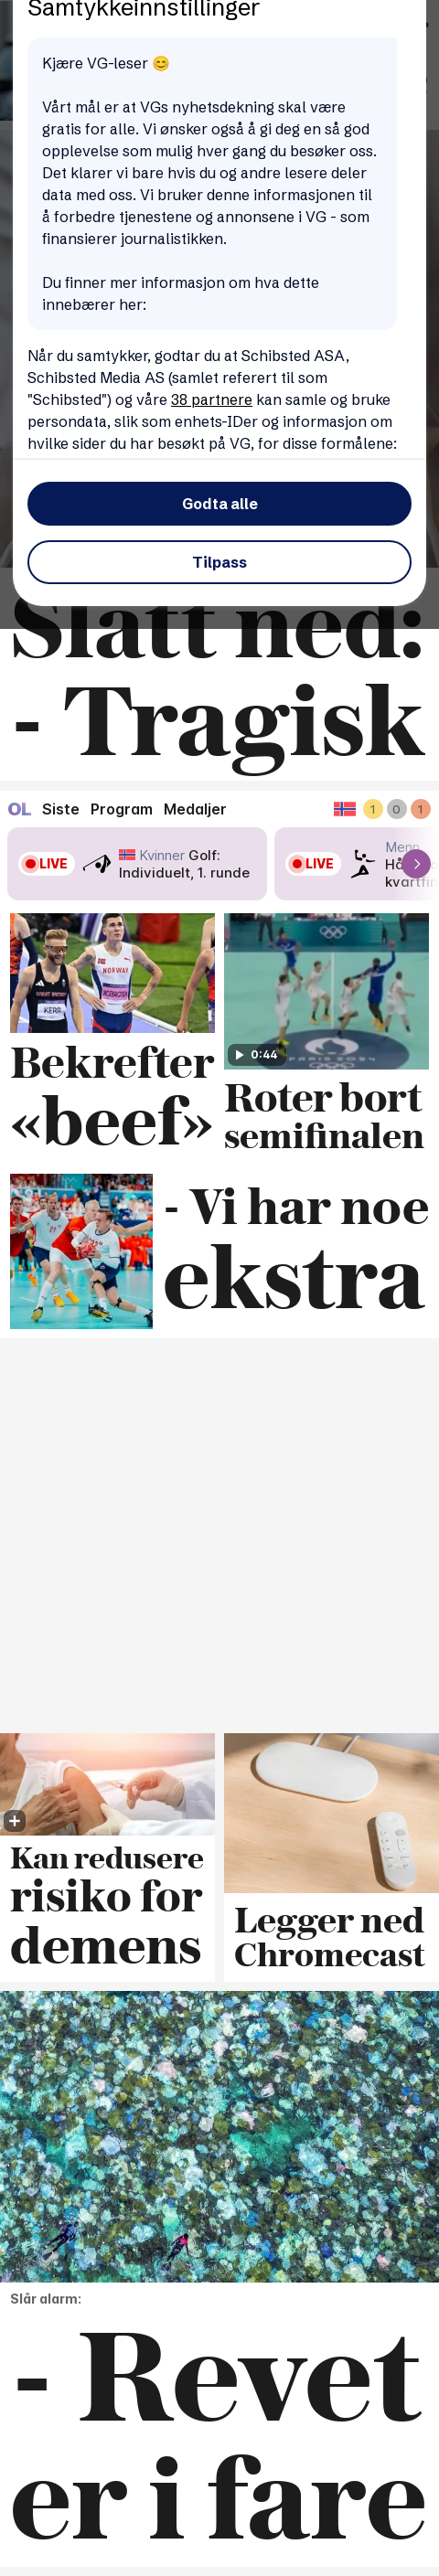 Samtykkeinnstillinger
Kjære VG-leser 😊
Vårt mål er at VGs nyhetsdekning skal være
gratis for alle. Vi ønsker også å gi deg en så god
opplevelse som mulig hver gang du besøker oss.
Det klarer vi bare hvis du og andre lesere deler
data med oss. Vi bruker denne informasjonen til
å forbedre tjenestene og annonsene i VG - som
finansierer journalistikken.
Du finner mer informasjon om hva dette
innebærer her:
Når du samtykker, godtar du at Schibsted ASA,
Schibsted Media AS (samlet referert til som
"Schibsted") og våre 38 partnere kan samle og bruke
persondata, slik som enhets-IDer og informasjon om
hvilke sider du har besøkt på VG, for disse formålene:
Godta alle
Tilpass
Slått ned:
- Tragisk
OL Siste Program Medaljer 1 0 1
LIVE Kvinner Golf:
Individuelt, 1. runde
LIVE Menn
NORWAY
KERR
INGEBRIGTSEN
PARIS 2024
0:44
Bekrefter
«beef»
Roter bort
semifinalen
- Vi har noe
ekstra
Kan redusere
risiko for
demens
Legger ned
Chromecast
Slår alarm:
- Revet
er i fare